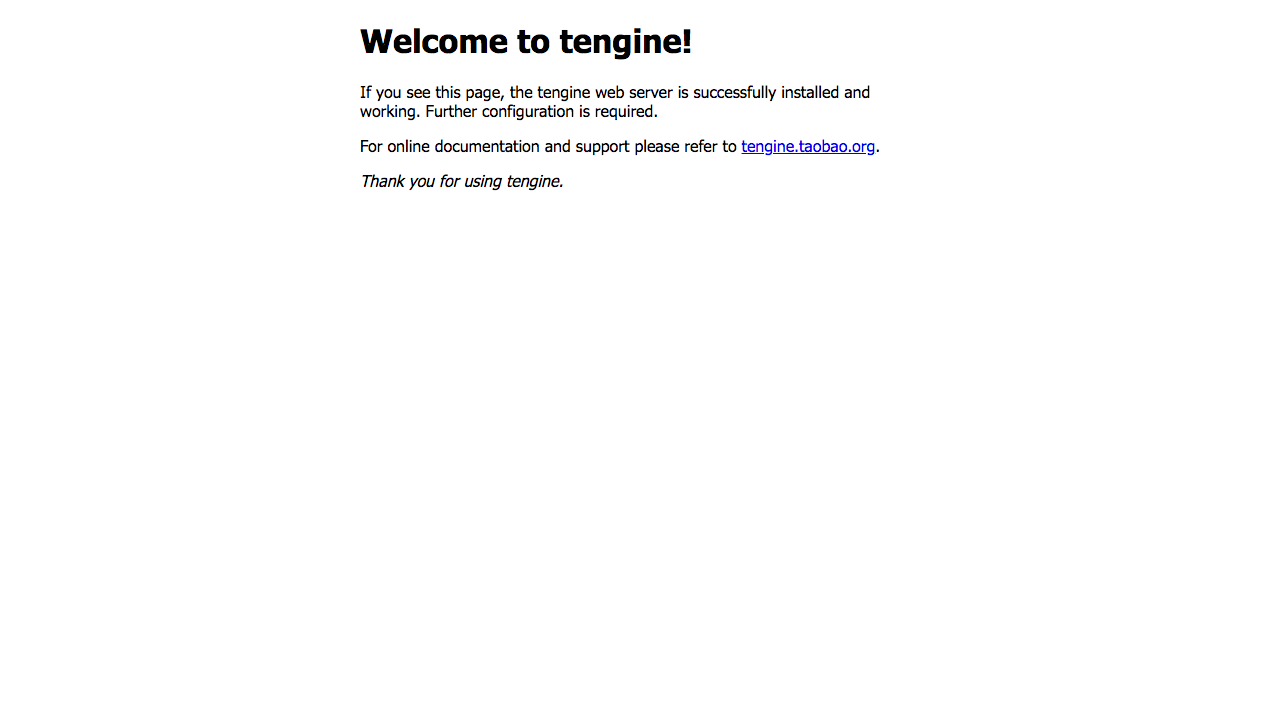 Welcome to tengine!
If you see this page, the tengine web server is successfully installed and
working. Further configuration is required.
For online documentation and support please refer to tengine.taobao.org.
Thank you for using tengine.